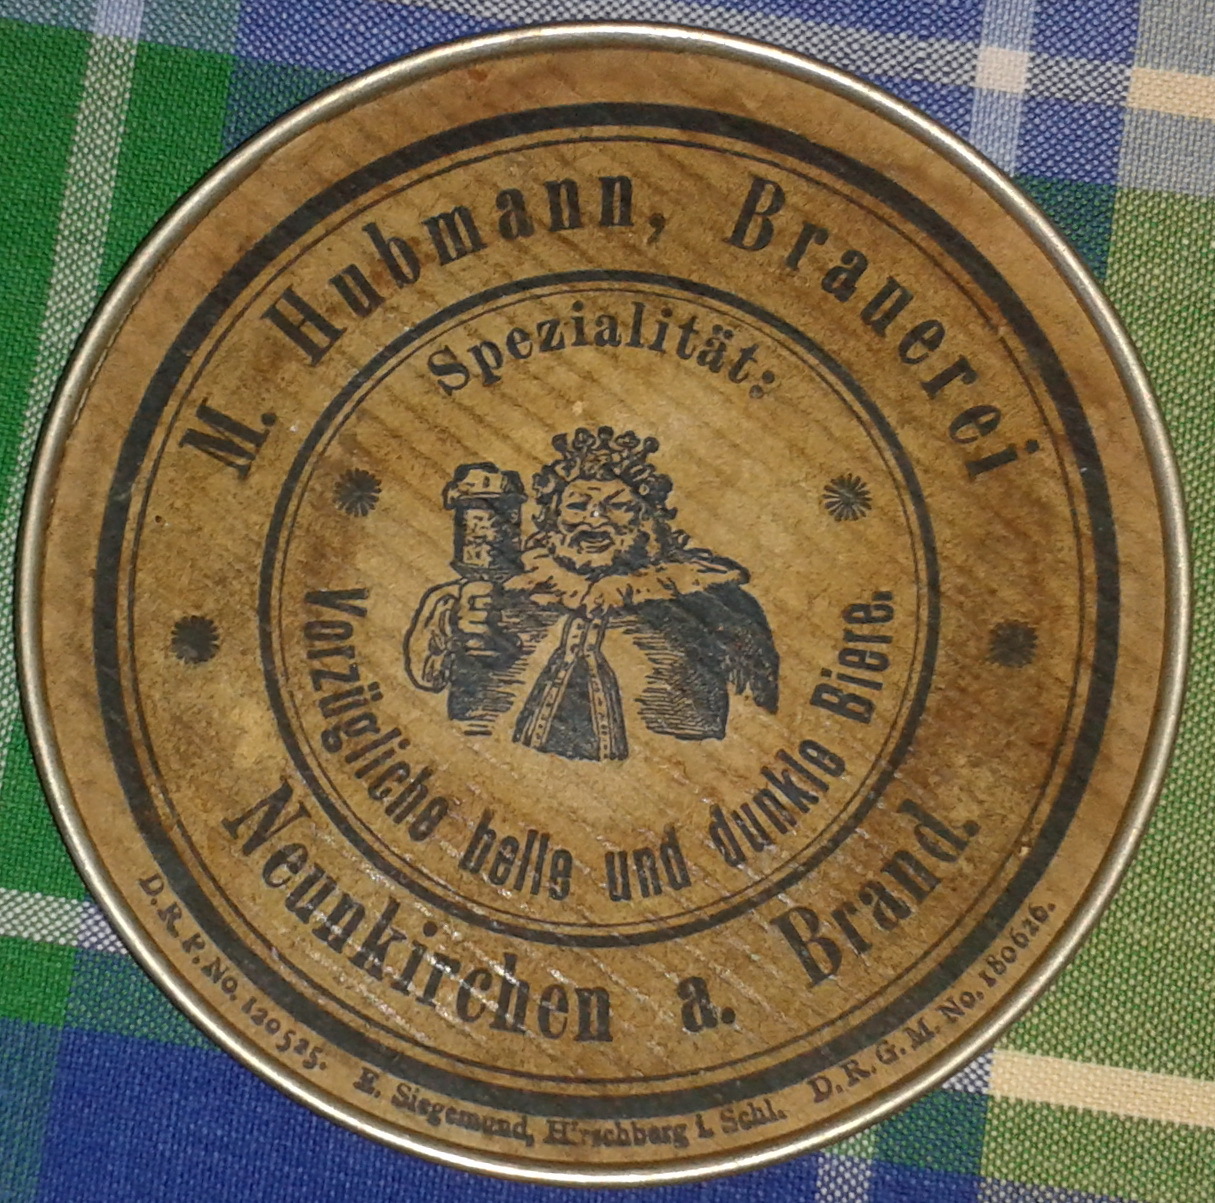 M. Hubmann, Brauerei
Spezialität:
Vorzügliche helle und dunkle Biere.
Neunkirchen a. Brand.
D. R. P. No. 120525. E. Siegemund, Hirschberg i. Schl. D. R. G. M. No. 180626.